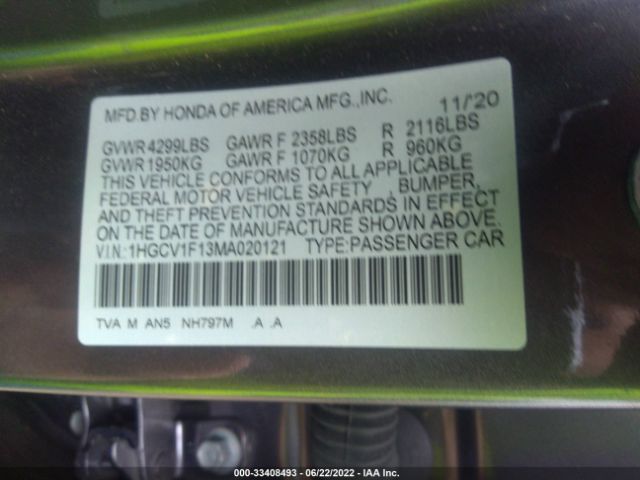 MFD.BY HONDA OF AMERICA MFG.,INC. 11/'20
GVWR 4299LBS GAWR F 2358LBS R 2116LBS
GVWR 1950KG GAWR F 1070KG R 960KG
THIS VEHICLE CONFORMS TO ALL APPLICABLE
FEDERAL MOTOR VEHICLE SAFETY , BUMPER,
AND THEFT PREVENTION STANDARDS IN EFFECT
ON THE DATE OF MANUFACTURE SHOWN ABOVE.
VIN:1HGCV1F13MA020121 TYPE:PASSENGER CAR
TVA M AN5 NH797M .A .A
000-33408493 - 06/22/2022 - IAA Inc.